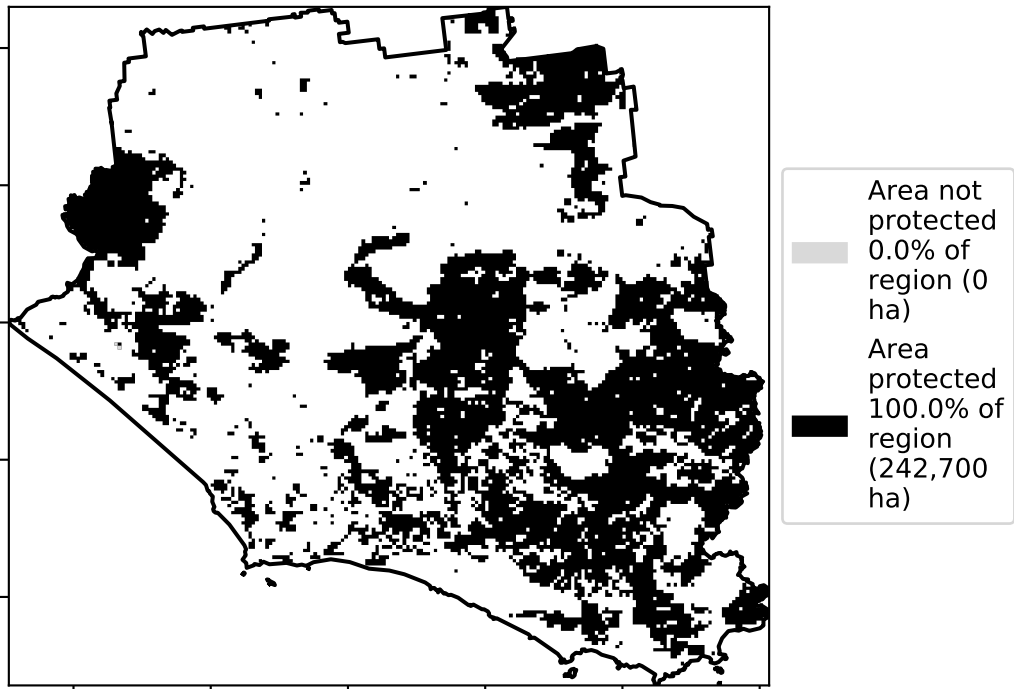 Area not
protected
0.0% of
region (0
ha)
Area
protected
100.0% of
region
(242,700
ha)